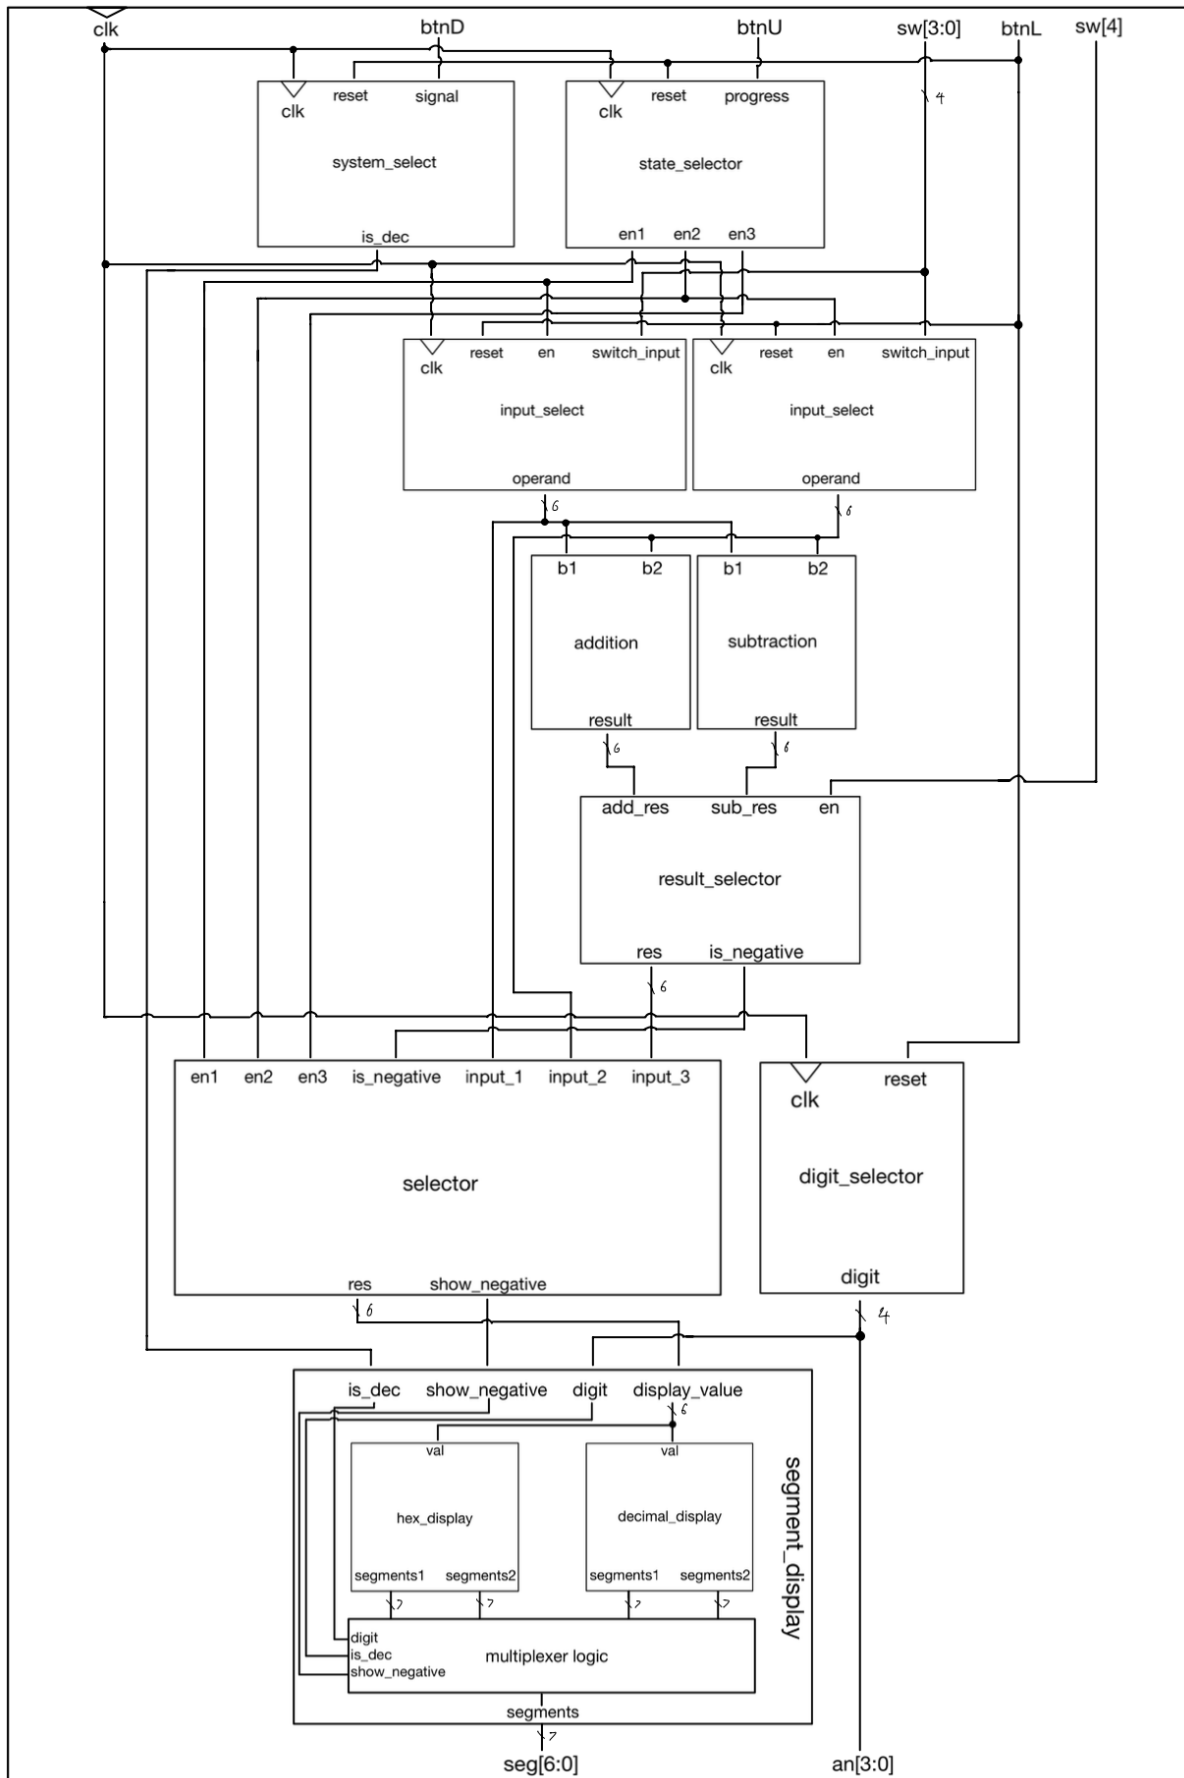 clk btnD btnU sw[3:0] btnL sw[4]
clk reset signal
system_select
is_dec
clk reset progress
state_selector
en1 en2 en3
4
clk reset en switch_input
input_select
operand
6
clk reset en switch_input
input_select
operand
6
b1 b2
addition
result
6
b1 b2
subtraction
result
6
add_res sub_res en
result_selector
res is_negative
6
en1 en2 en3 is_negative input_1 input_2 input_3
selector
res show_negative
6
clk reset
digit_selector
digit
4
is_dec show_negative digit display_value
6
val
hex_display
segments1 segments2
7 7
val
decimal_display
segments1 segments2
7 7
segment_display
digit
is_dec
show_negative
multiplexer logic
segments
7
seg[6:0] an[3:0]